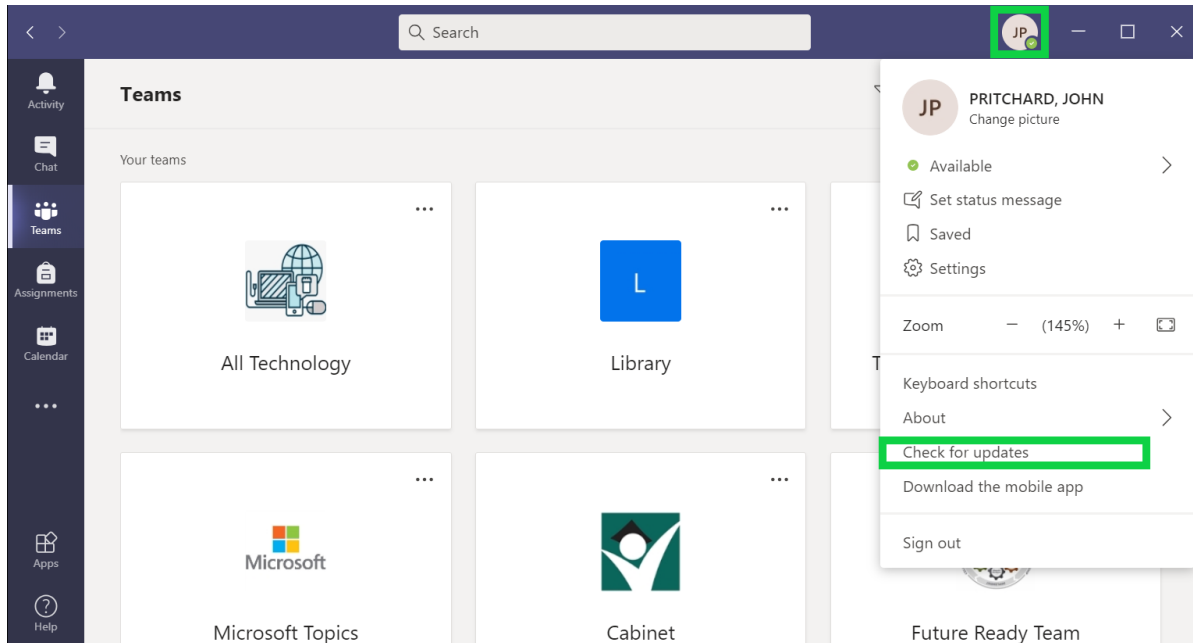 Search
JP
Activity
Chat
Teams
Assignments
Calendar
Apps
Help
Teams
Your teams
All Technology
L
Library
T
Microsoft
Microsoft Topics
Cabinet
Future Ready Team
JP
PRITCHARD, JOHN
Change picture
Available
Set status message
Saved
Settings
Zoom − (145%) +
Keyboard shortcuts
About
Check for updates
Download the mobile app
Sign out